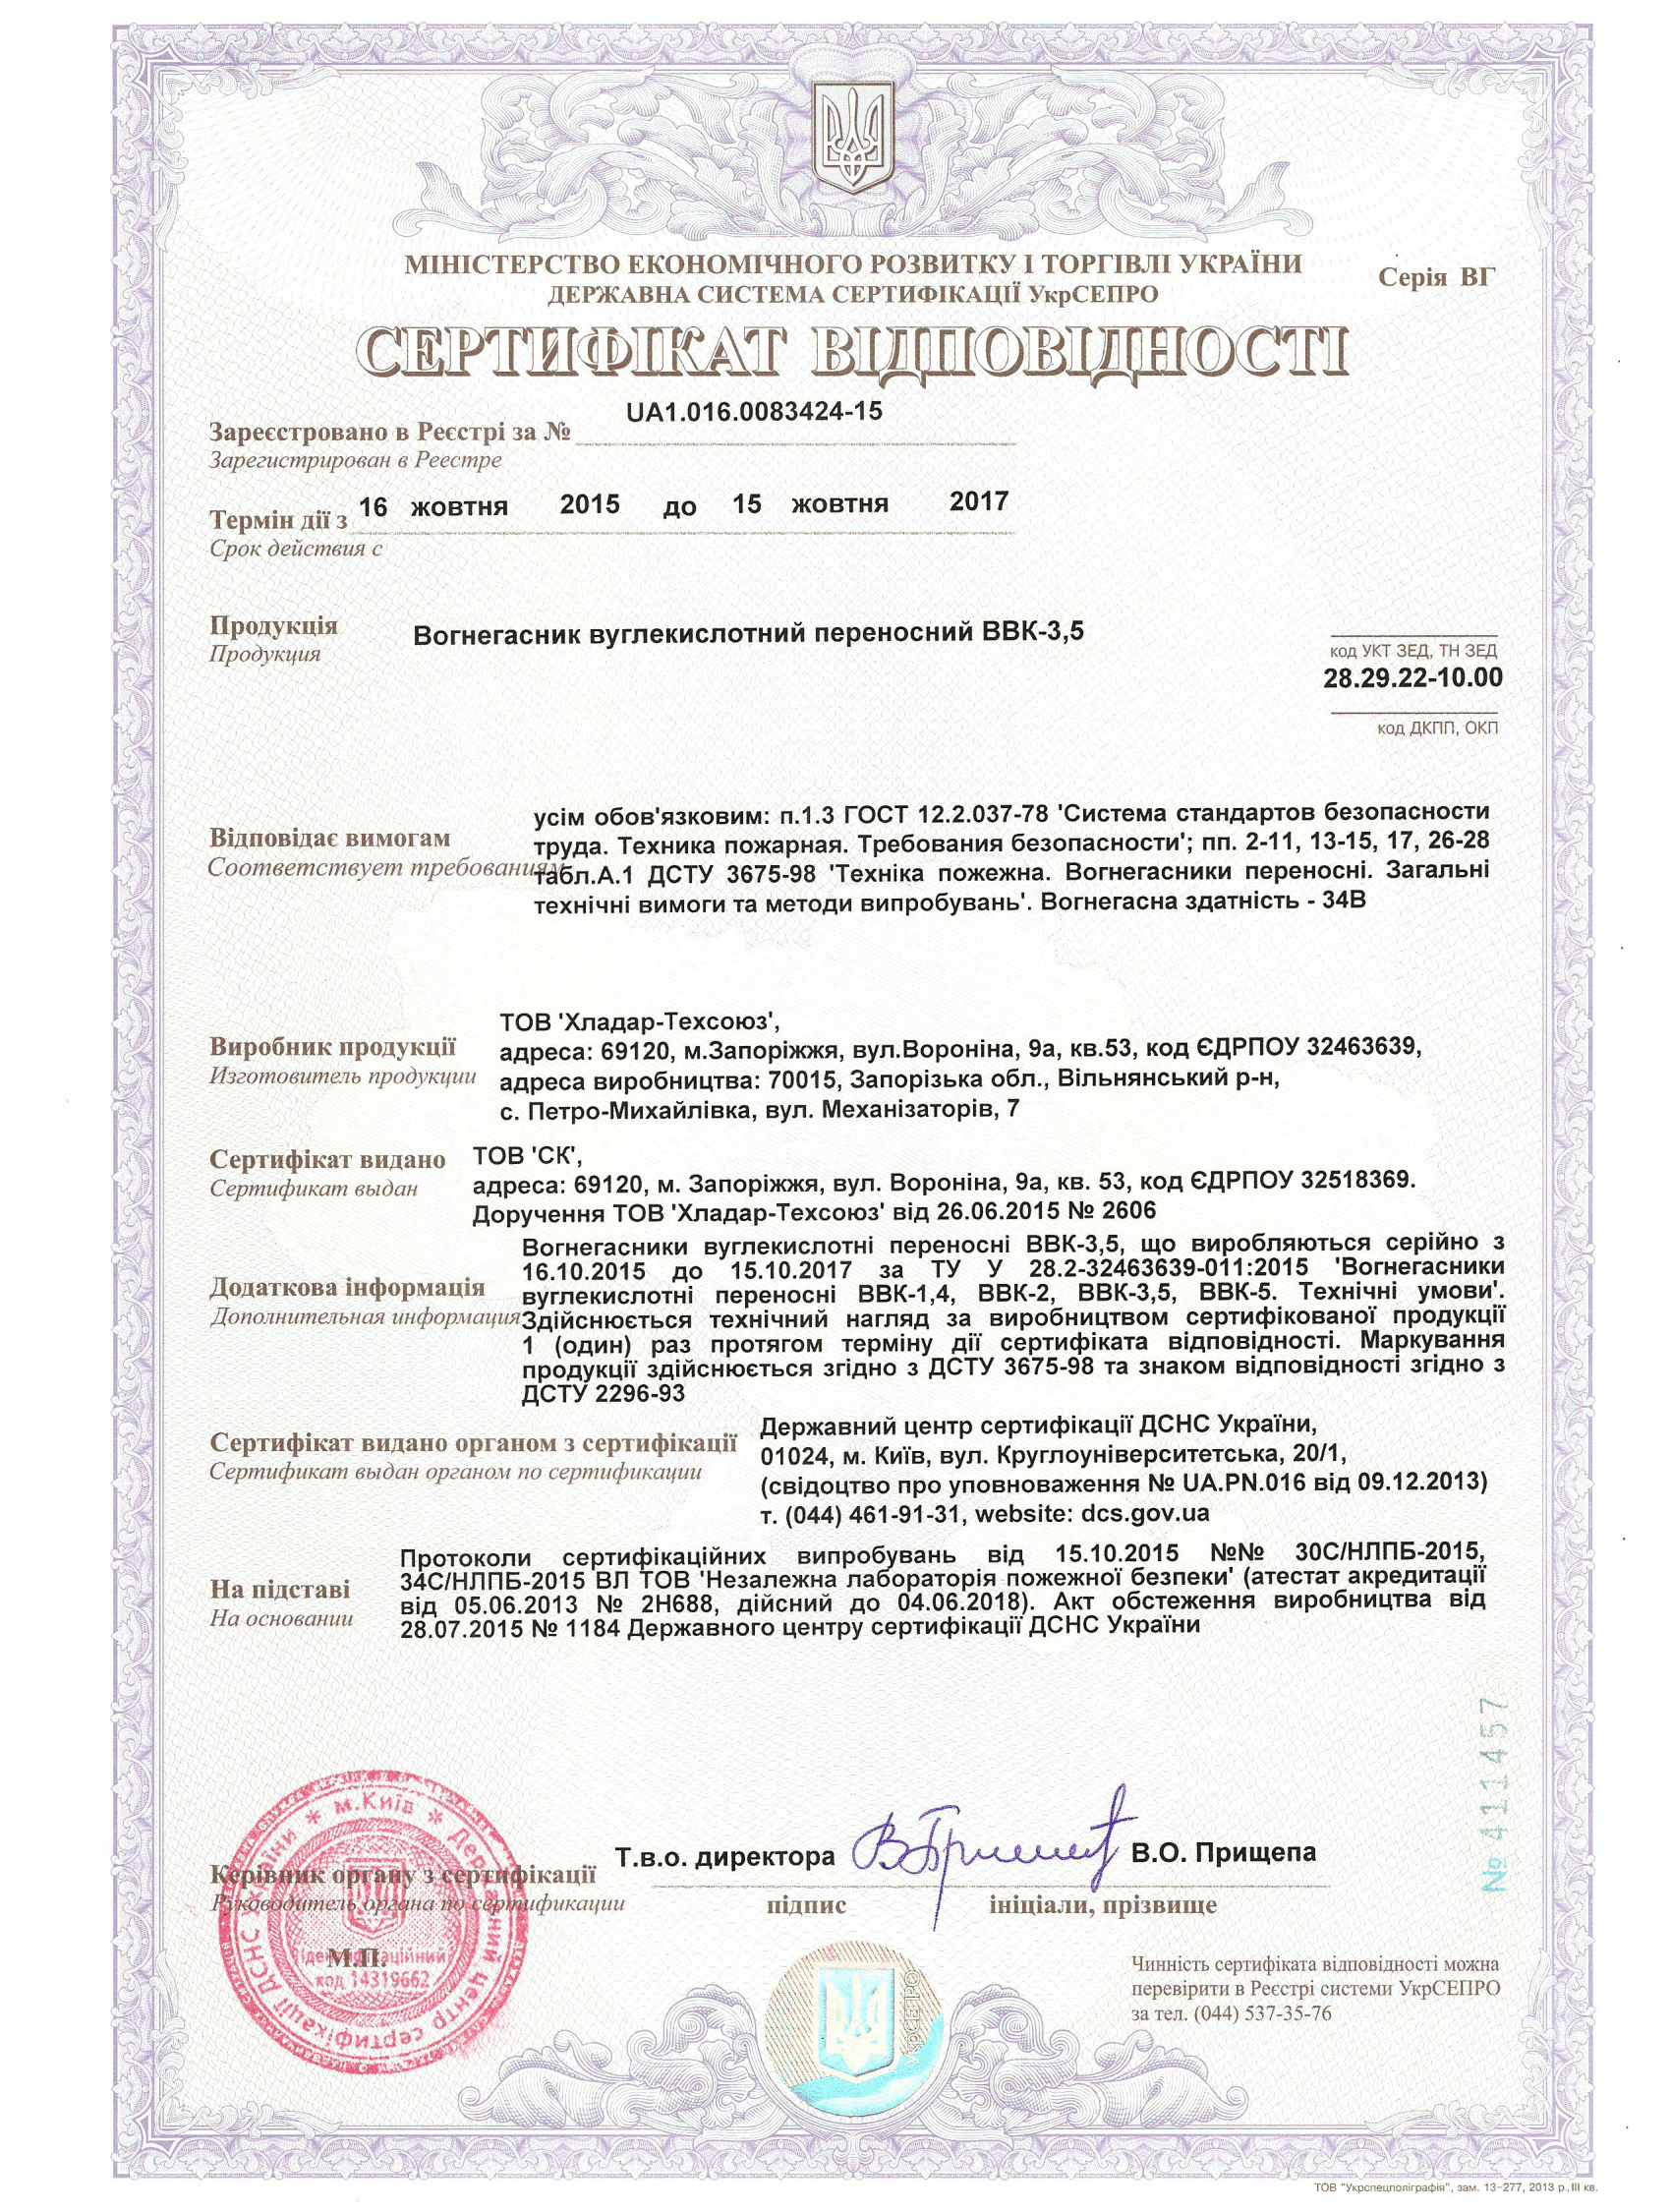 МІНІСТЕРСТВО ЕКОНОМІЧНОГО РОЗВИТКУ І ТОРГІВЛІ УКРАЇНИ
Серія ВГ
ДЕРЖАВНА СИСТЕМА СЕРТИФІКАЦІЇ УкрСЕПРО
СЕРТИФІКАТ ВІДПОВІДНОСТІ
Зареєстровано в Реєстрі за № UA1.016.0083424-15
Зарегистрирован в Реестре
Термін дії з 16 жовтня 2015 до 15 жовтня 2017
Срок действия с
Продукція
Продукция
Вогнегасник вуглекислотний переносний ВВК-3,5
код УКТ ЗЕД, ТН ЗЕД
28.29.22-10.00
код ДКПП, ОКП
Відповідає вимогам
Соответствует требованиям
усім обов'язковим: п.1.3 ГОСТ 12.2.037-78 'Система стандартов безопасности
труда. Техника пожарная. Требования безопасности'; пп. 2-11, 13-15, 17, 26-28
табл.А.1 ДСТУ 3675-98 'Техніка пожежна. Вогнегасники переносні. Загальні
технічні вимоги та методи випробувань'. Вогнегасна здатність - 34В
Виробник продукції
Изготовитель продукции
ТОВ 'Хладар-Техсоюз',
адреса: 69120, м.Запоріжжя, вул.Вороніна, 9а, кв.53, код ЄДРПОУ 32463639,
адреса виробництва: 70015, Запорізька обл., Вільнянський р-н,
с. Петро-Михайлівка, вул. Механізаторів, 7
Сертифікат видано
Сертификат выдан
ТОВ 'СК',
адреса: 69120, м. Запоріжжя, вул. Вороніна, 9а, кв. 53, код ЄДРПОУ 32518369.
Доручення ТОВ 'Хладар-Техсоюз' від 26.06.2015 № 2606
Додаткова інформація
Дополнительная информация
Вогнегасники вуглекислотні переносні ВВК-3,5, що виробляються серійно з
16.10.2015 до 15.10.2017 за ТУ У 28.2-32463639-011:2015 'Вогнегасники
вуглекислотні переносні ВВК-1,4, ВВК-2, ВВК-3,5, ВВК-5. Технічні умови'.
Здійснюється технічний нагляд за виробництвом сертифікованої продукції
1 (один) раз протягом терміну дії сертифіката відповідності. Маркування
продукції здійснюється згідно з ДСТУ 3675-98 та знаком відповідності згідно з
ДСТУ 2296-93
Сертифікат видано органом з сертифікації
Сертификат выдан органом по сертификации
Державний центр сертифікації ДСНС України,
01024, м. Київ, вул. Круглоуніверситетська, 20/1,
(свідоцтво про уповноваження № UA.PN.016 від 09.12.2013)
т. (044) 461-91-31, website: dcs.gov.ua
На підставі
На основании
Протоколи сертифікаційних випробувань від 15.10.2015 №№ 30С/НЛПБ-2015,
34С/НЛПБ-2015 ВЛ ТОВ 'Незалежна лабораторія пожежної безпеки' (атестат акредитації
від 05.06.2013 № 2Н688, дійсний до 04.06.2018). Акт обстеження виробництва від
28.07.2015 № 1184 Державного центру сертифікації ДСНС України
№ 411457
Керівник органу з сертифікації
Руководитель органа по сертификации
М.П.
Т.в.о. директора
В.О. Прищепа
підпис
ініціали, прізвище
м.Київ
Державний центр сертифікації ДСНС України
Ідентифікаційний
код 14319662
УкрСЕПРО
Чинність сертифіката відповідності можна
перевірити в Реєстрі системи УкрСЕПРО
за тел. (044) 537-35-76
ТОВ "Укрспецполіграфія", зам. 13-277, 2013 р., III кв.